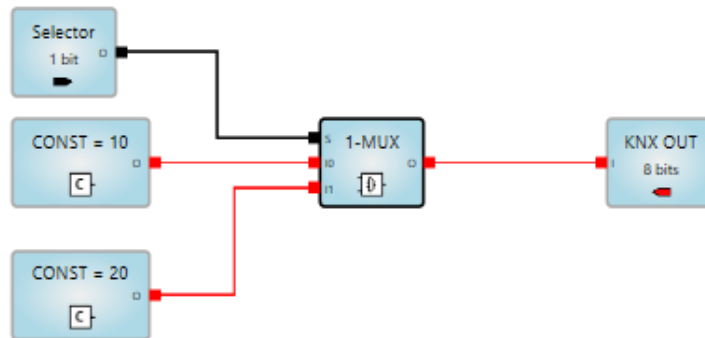 Selector
1 bit
O
CONST = 10
O
C
S
1-MUX
I0
O
I1
KNX OUT
I
8 bits
CONST = 20
O
C